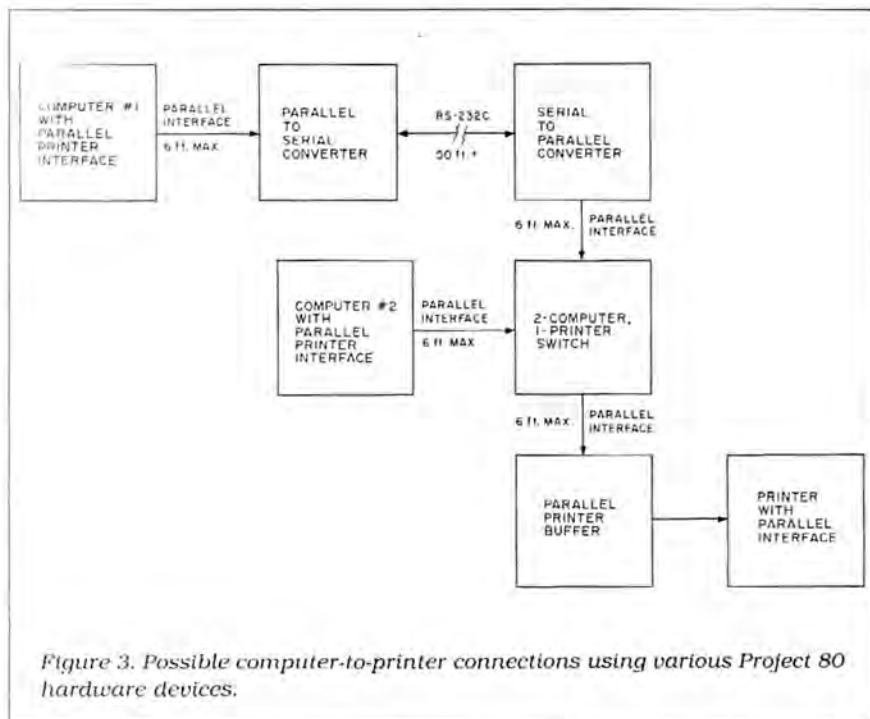 COMPUTER #1
WITH
PARALLEL
PRINTER
INTERFACE
PARALLEL
INTERFACE
6 ft. MAX
PARALLEL
TO
SERIAL
CONVERTER
RS-232C
50 ft. +
SERIAL
TO
PARALLEL
CONVERTER
6 ft. MAX.
PARALLEL
INTERFACE
COMPUTER #2
WITH
PARALLEL
PRINTER
INTERFACE
PARALLEL
INTERFACE
6 ft MAX
2-COMPUTER,
1-PRINTER
SWITCH
6 ft. MAX.
PARALLEL
INTERFACE
PARALLEL
PRINTER
BUFFER
PRINTER
WITH
PARALLEL
INTERFACE
Figure 3. Possible computer-to-printer connections using various Project 80
hardware devices.